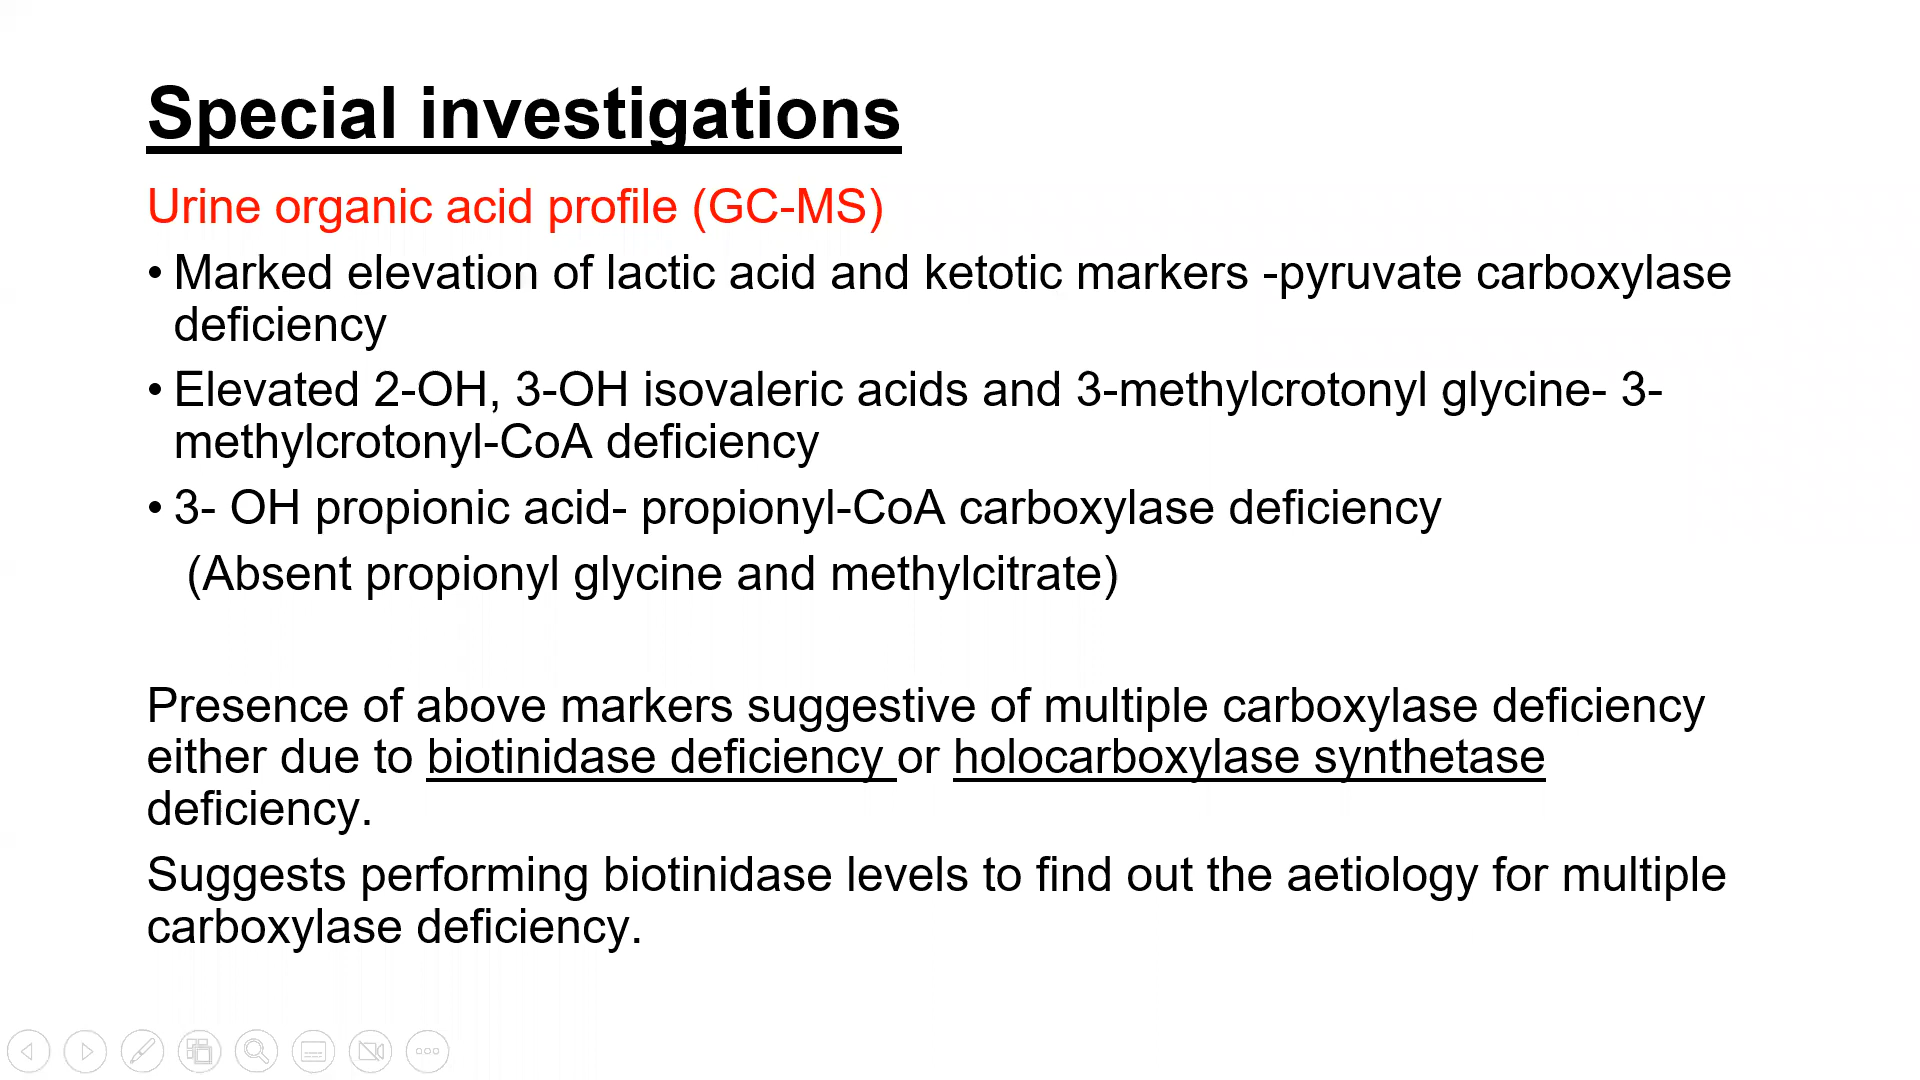 Special investigations
Urine organic acid profile (GC-MS)
• Marked elevation of lactic acid and ketotic markers -pyruvate carboxylase
deficiency
• Elevated 2-OH, 3-OH isovaleric acids and 3-methylcrotonyl glycine- 3-
methylcrotonyl-CoA deficiency
• 3- OH propionic acid- propionyl-CoA carboxylase deficiency
(Absent propionyl glycine and methylcitrate)
Presence of above markers suggestive of multiple carboxylase deficiency
either due to biotinidase deficiency or holocarboxylase synthetase
deficiency.
Suggests performing biotinidase levels to find out the aetiology for multiple
carboxylase deficiency.